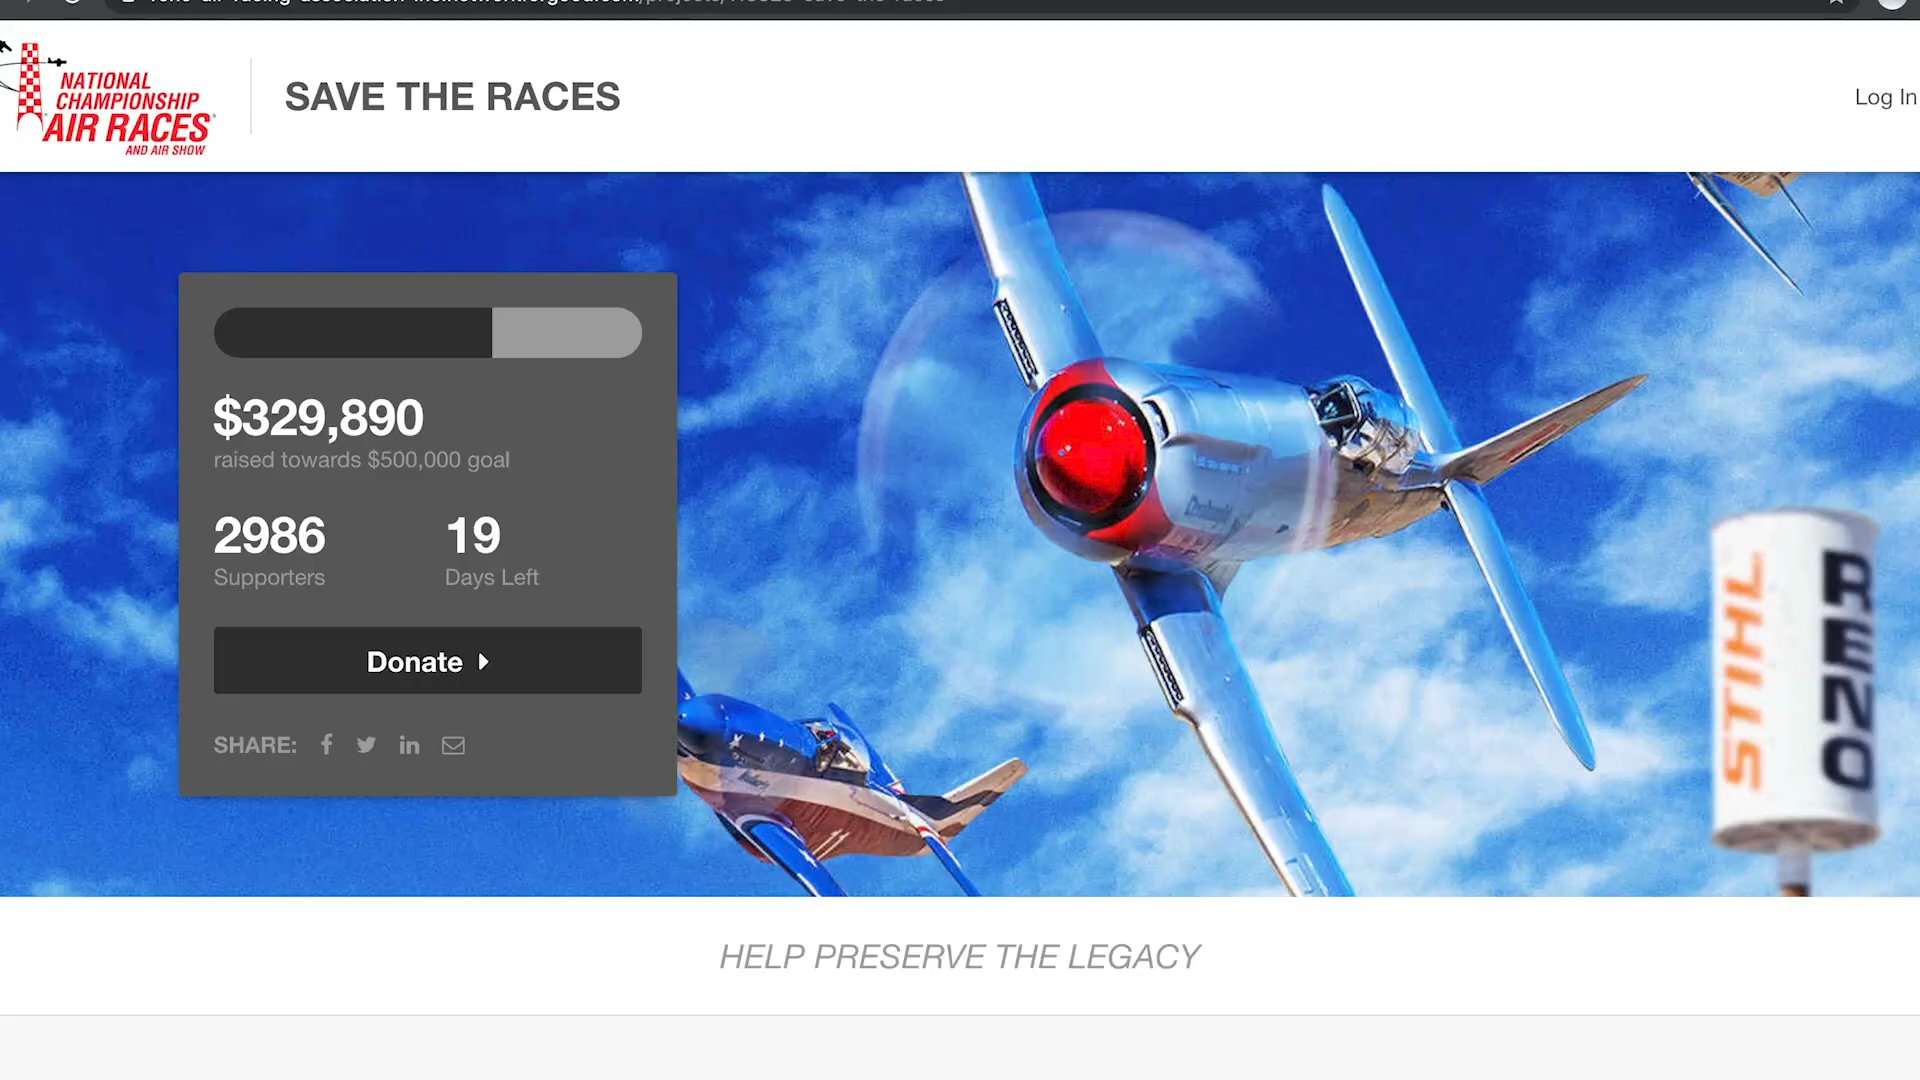 NATIONAL
CHAMPIONSHIP
AIR RACES
AND AIR SHOW
SAVE THE RACES
Log In
$329,890
raised towards $500,000 goal
2986
Supporters
19
Days Left
Donate
SHARE:
STIHL
RENO
HELP PRESERVE THE LEGACY